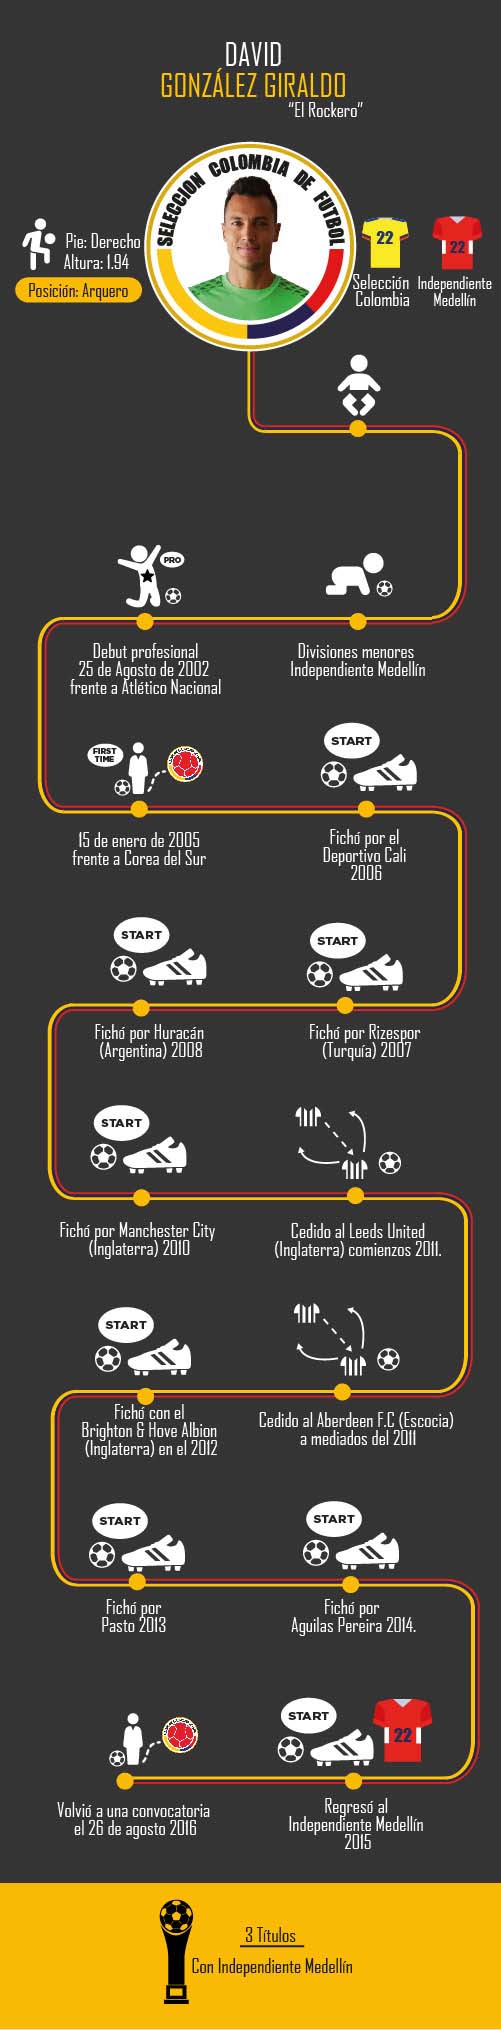 DAVID
GONZÁLEZ GIRALDO
“El Rockero”
SELECCION COLOMBIA DE FUTBOL
Pie: Derecho
Altura: 1.94
Posición: Arquero
22
22
Selección
Colombia
Independiente
Medellín
PRO
Debut profesional
25 de Agosto de 2002
frente a Atlético Nacional
Divisiones menores
Independiente Medellín
FIRST
TIME
15 de enero de 2005
frente a Corea del Sur
START
Fichó por el
Deportivo Cali
2006
START
Fichó por Huracán
(Argentina) 2008
START
Fichó por Rizespor
(Turquía) 2007
START
Fichó por Manchester City
(Inglaterra) 2010
Cedido al Leeds United
(Inglaterra) comienzos 2011.
START
Fichó con el
Brighton & Hove Albion
(Inglaterra) en el 2012
Cedido al Aberdeen F.C (Escocia)
a mediados del 2011
START
Fichó por
Pasto 2013
START
Fichó por
Aguilas Pereira 2014.
Volvió a una convocatoria
el 26 de agosto 2016
START
22
Regresó al
Independiente Medellín
2015
3 Títulos
Con Independiente Medellín